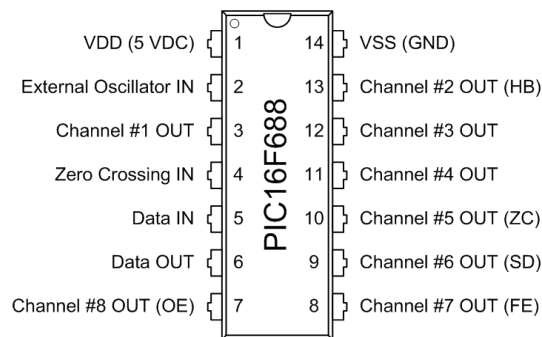 VDD (5 VDC) 1 14 VSS (GND)
External Oscillator IN 2 13 Channel #2 OUT (HB)
Channel #1 OUT 3 12 Channel #3 OUT
Zero Crossing IN 4 11 Channel #4 OUT
Data IN 5 10 Channel #5 OUT (ZC)
Data OUT 6 9 Channel #6 OUT (SD)
Channel #8 OUT (OE) 7 8 Channel #7 OUT (FE)
PIC16F688